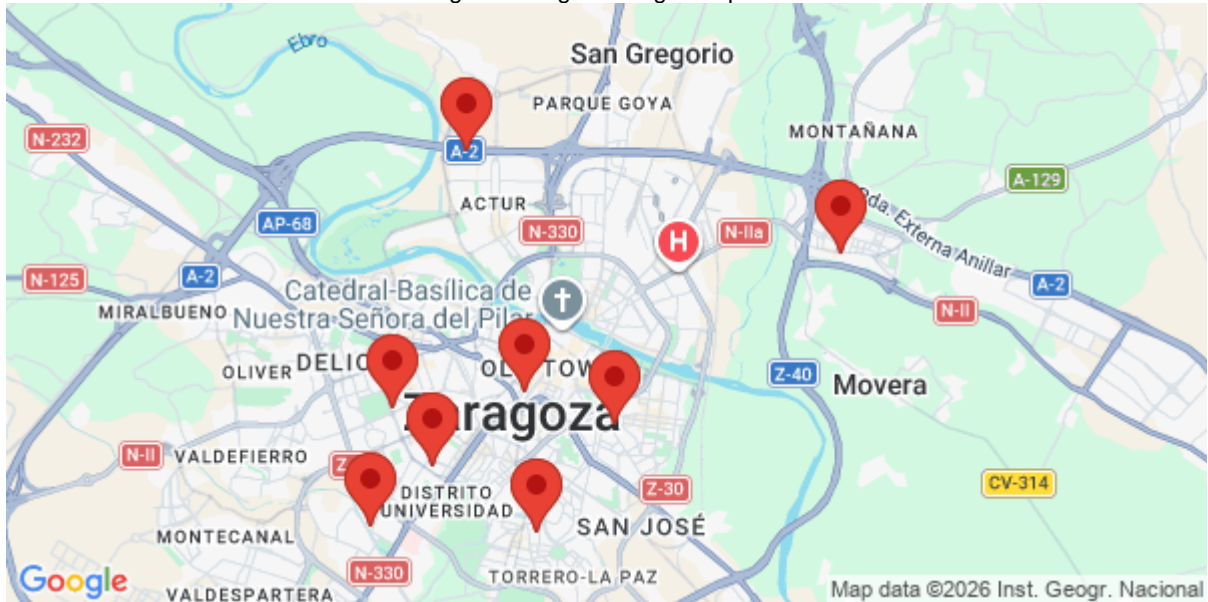 Ebro
San Gregorio
PARQUE GOYA
N-232
MONTAÑANA
A-2
A-129
ACTUR
AP-68
N-330
H
N-IIa
Rda. Externa Anillar
N-125
A-2
A-2
Catedral-Basílica de
Nuestra Señora del Pilar
MIRALBUENO
N-II
OLIVER
Z-40
Movera
Zaragoza
N-II
VALDEFIERRO
DISTRITO
UNIVERSIDAD
Z-30
CV-314
SAN JOSÉ
MONTECANAL
N-330
TORRERO-LA PAZ
VALDESPARTERA
Google
Map data ©2026 Inst. Geogr. Nacional